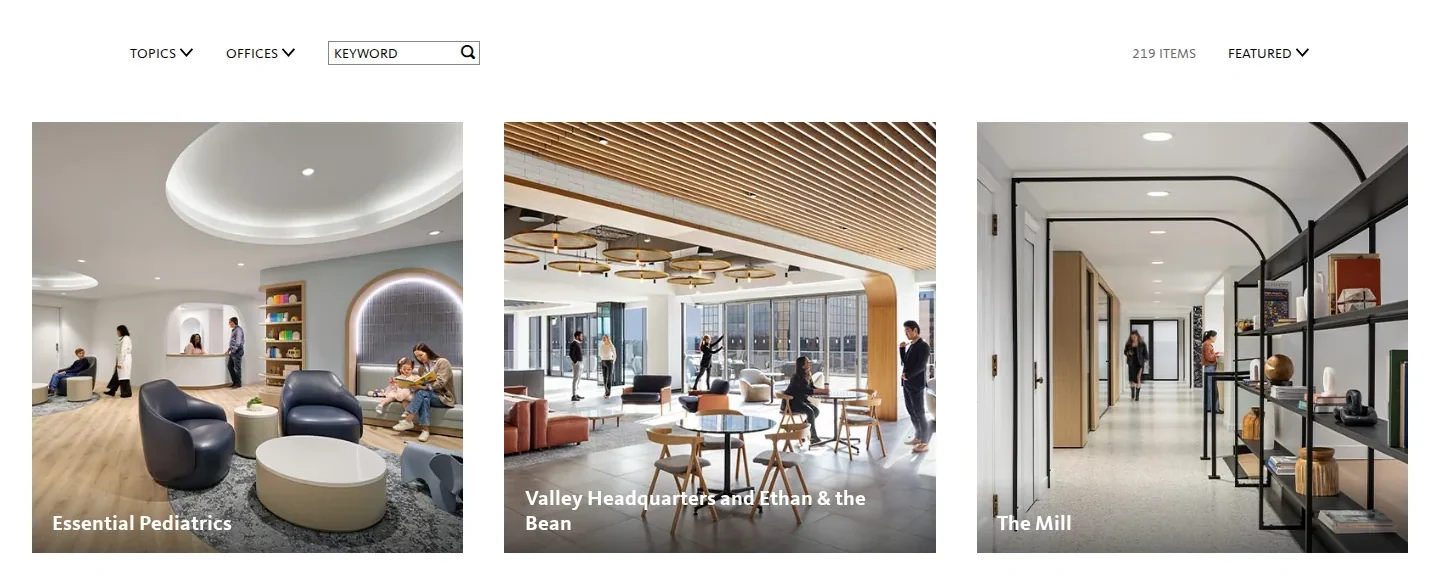 TOPICS
OFFICES
KEYWORD
219 ITEMS
FEATURED
Essential Pediatrics
Valley Headquarters and Ethan & the
Bean
The Mill